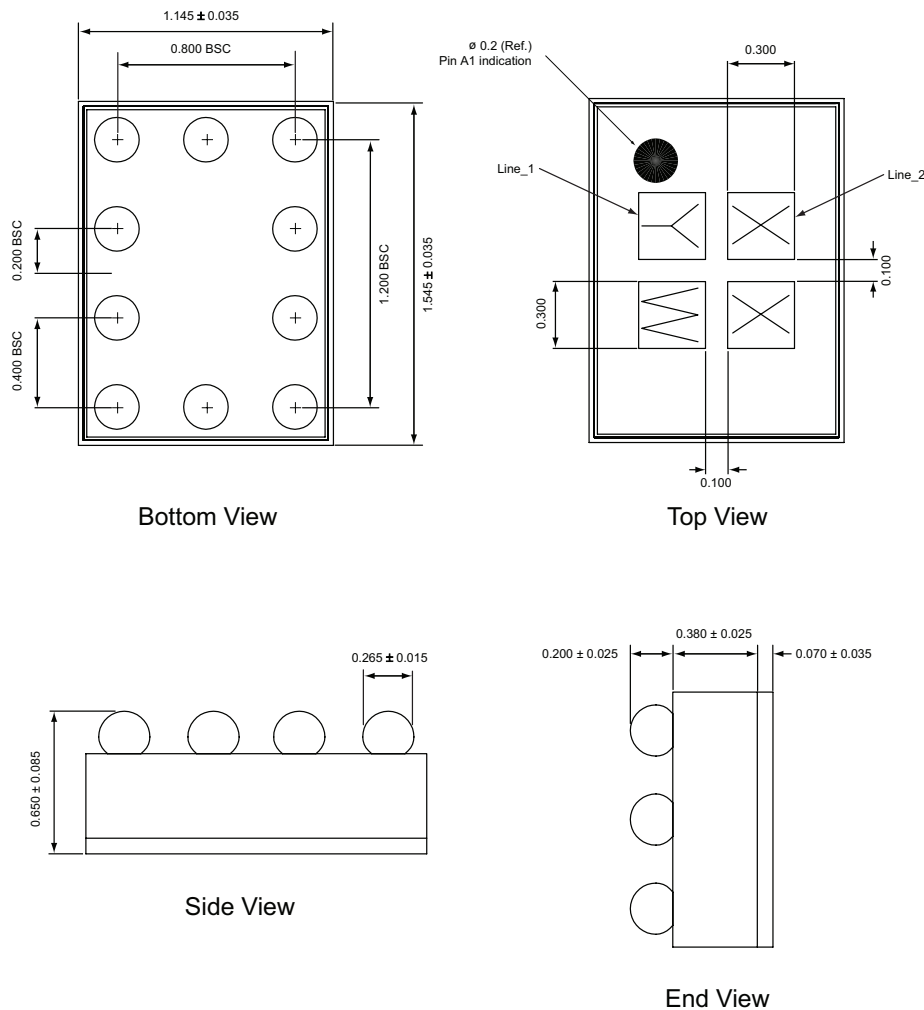 1.145 ± 0.035
0.800 BSC
0.200 BSC
0.400 BSC
1.200 BSC
1.545 ± 0.035
Bottom View
ø 0.2 (Ref.)
Pin A1 indication
0.300
Line_1
Line_2
Y X
W X
0.300
0.100
0.100
Top View
0.265 ± 0.015
0.650 ± 0.085
Side View
0.200 ± 0.025
0.380 ± 0.025
0.070 ± 0.035
End View